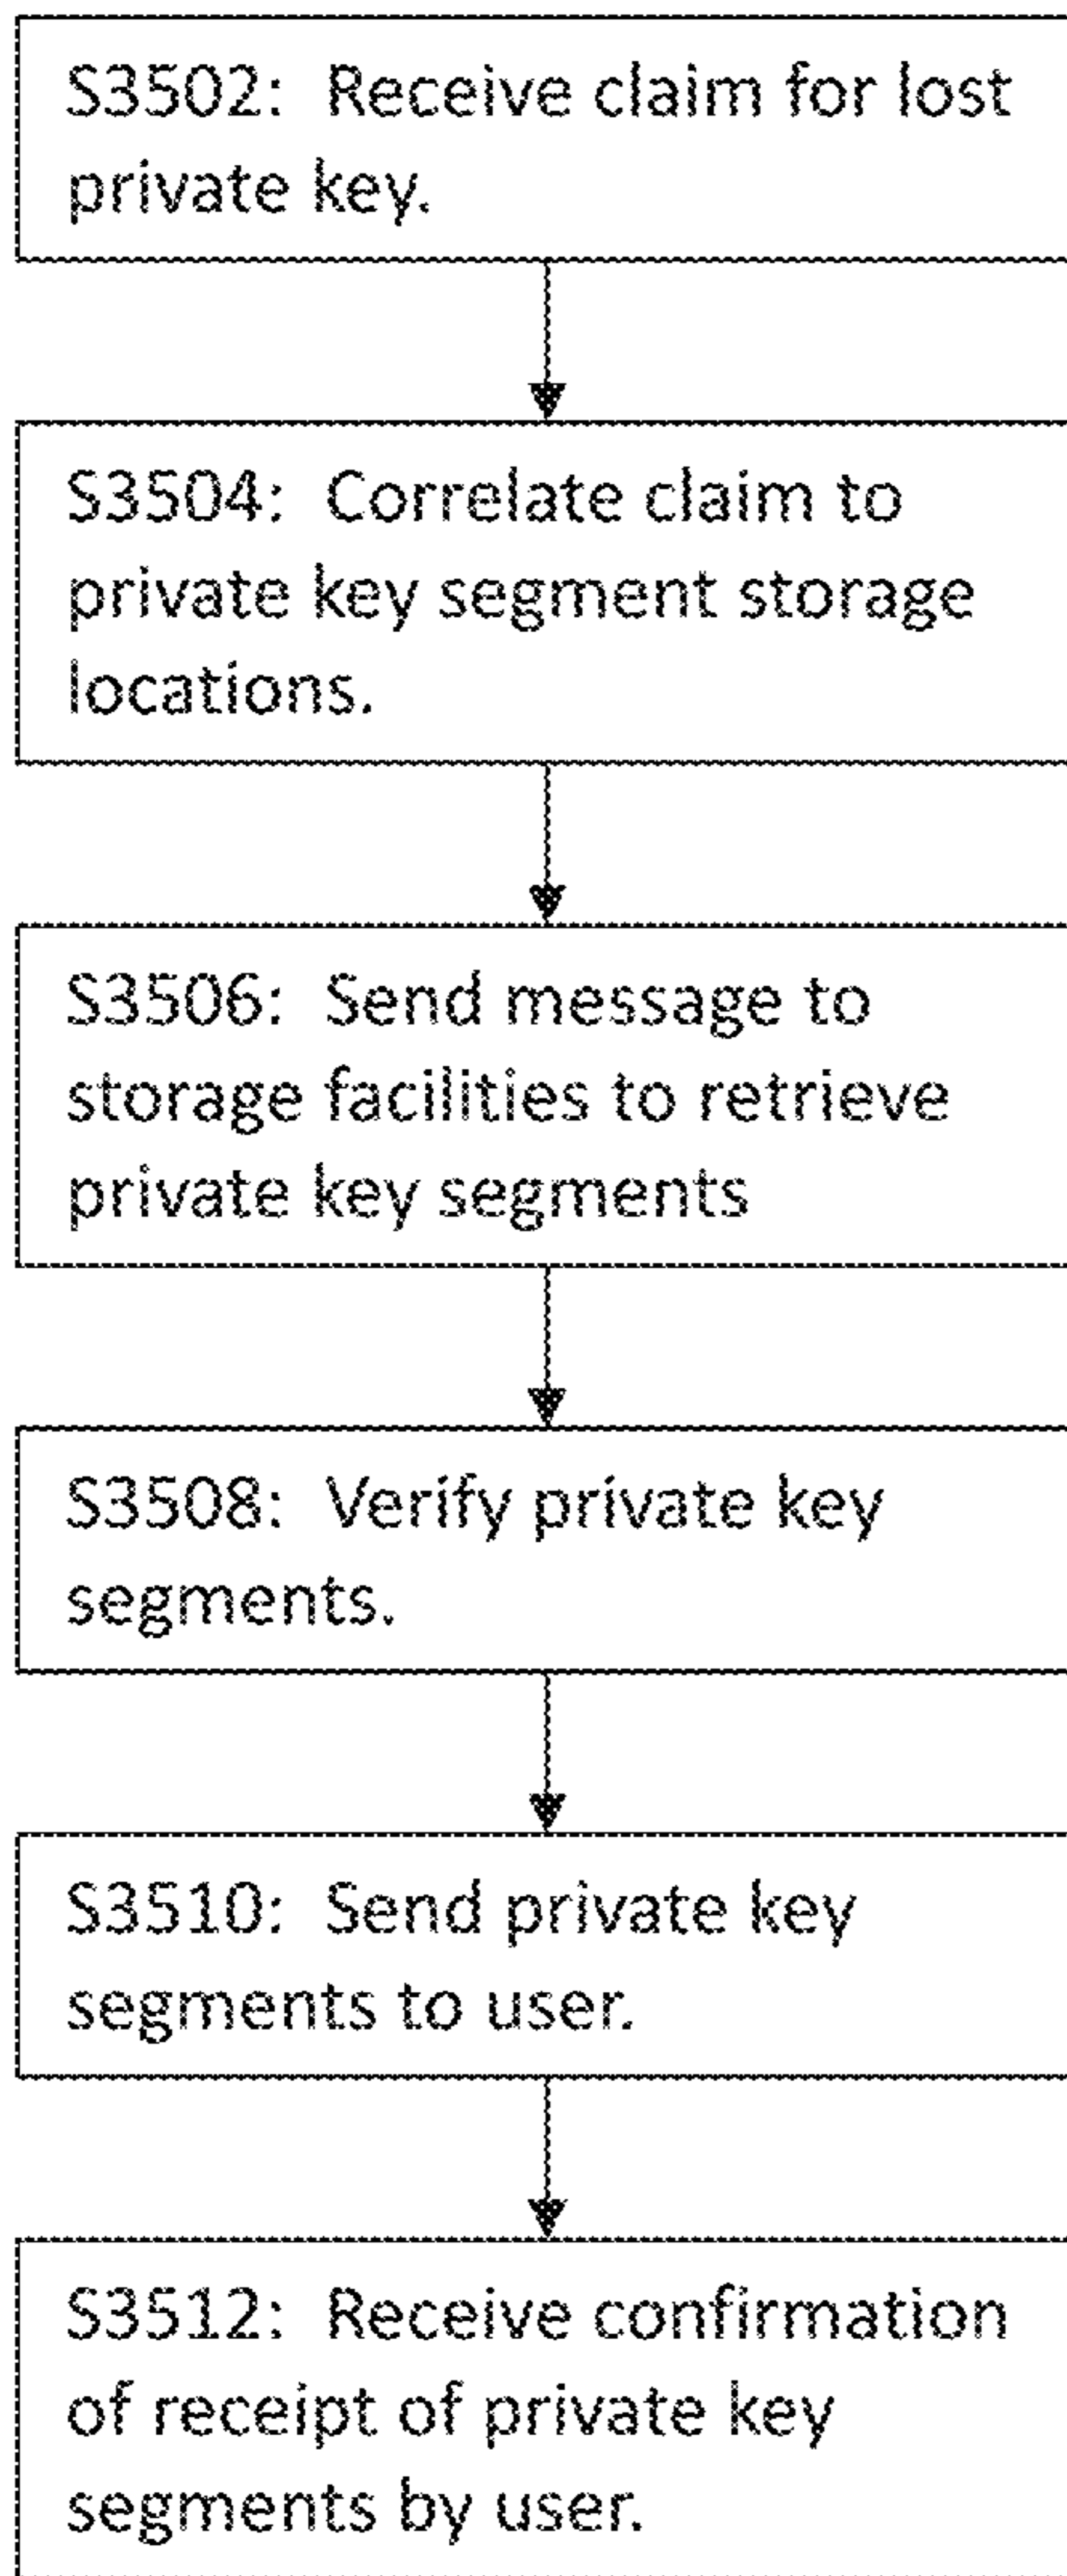 S3502: Receive claim for lost
private key.
S3504: Correlate claim to
private key segment storage
locations.
S3506: Send message to
storage facilities to retrieve
private key segments
S3508: Verify private key
segments.
S3510: Send private key
segments to user.
S3512: Receive confirmation
of receipt of private key
segments by user.